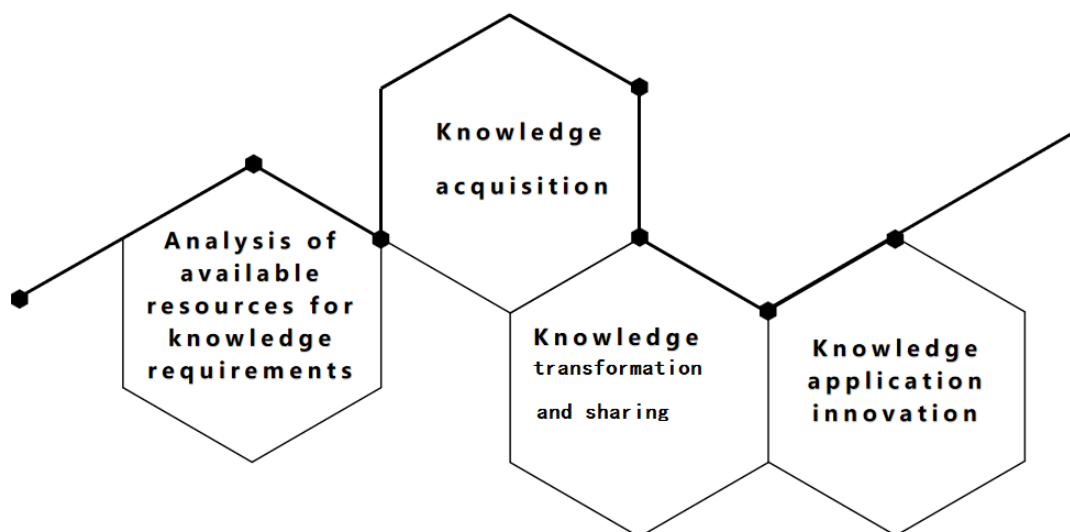 Analysis of
available
resources for
knowledge
requirements
Knowledge
acquisition
Knowledge
transformation
and sharing
Knowledge
application
innovation